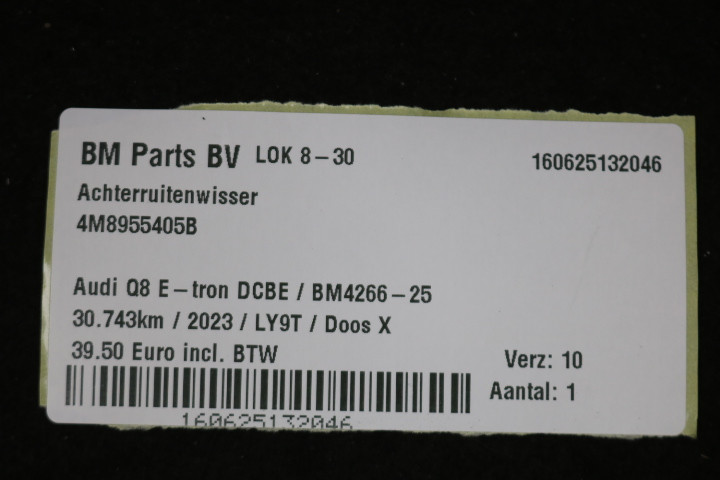 BM Parts BV LOK 8-30 160625132046
Achterruitenwisser
4M8955405B
Audi Q8 E-tron DCBE / BM4266-25
30.743km / 2023 / LY9T / Doos X
39.50 Euro incl. BTW
Verz: 10
Aantal: 1
160625132046